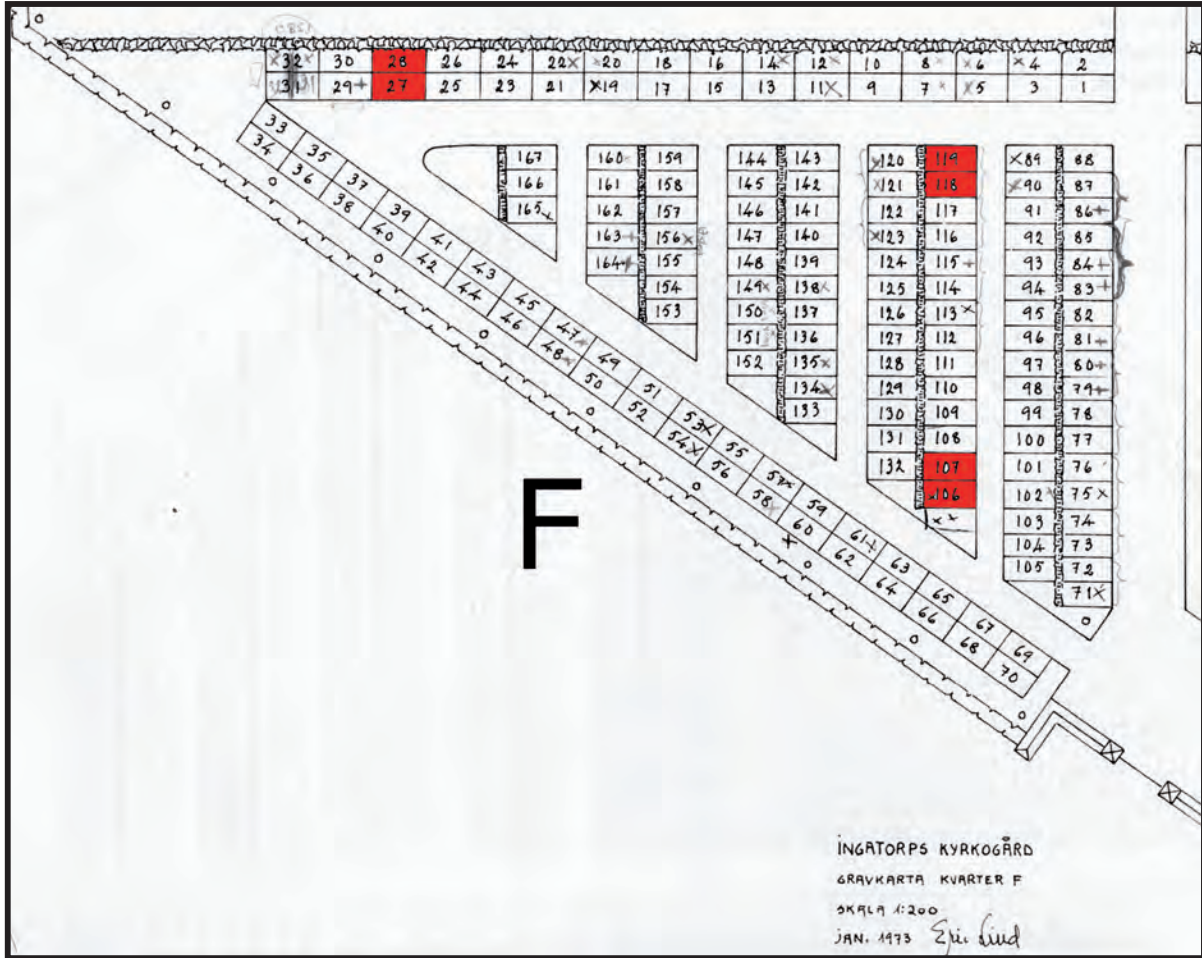 32 30 28 26 24 22 20 18 16 14 12 10 8 6 4 2
31 29 27 25 23 21 19 17 15 13 11 9 7 5 3 1
33 35 37 39 41 43 45 47 49 51 53 55 57 59 61 63 65 67 69
34 36 38 40 42 44 46 48 50 52 54 56 58 60 62 64 66 68 70
167 160 159 144 143 120 119 89 88
166 161 158 145 142 121 118 90 87
165 162 157 146 141 122 117 91 86
163 156 147 140 123 116 92 85
164 155 148 139 124 115 93 84
154 149 138 125 114 94 83
153 150 137 126 113 95 82
151 136 127 112 96 81
152 135 128 111 97 80
134 129 110 98 79
133 130 109 99 78
131 108 100 77
132 107 101 76
106 102 75
103 74
104 73
105 72
71
F
INGATORPS KYRKOGÅRD
GRAVKARTA KVARTER F
SKALA 1:200
JAN. 1973 Eric Lind